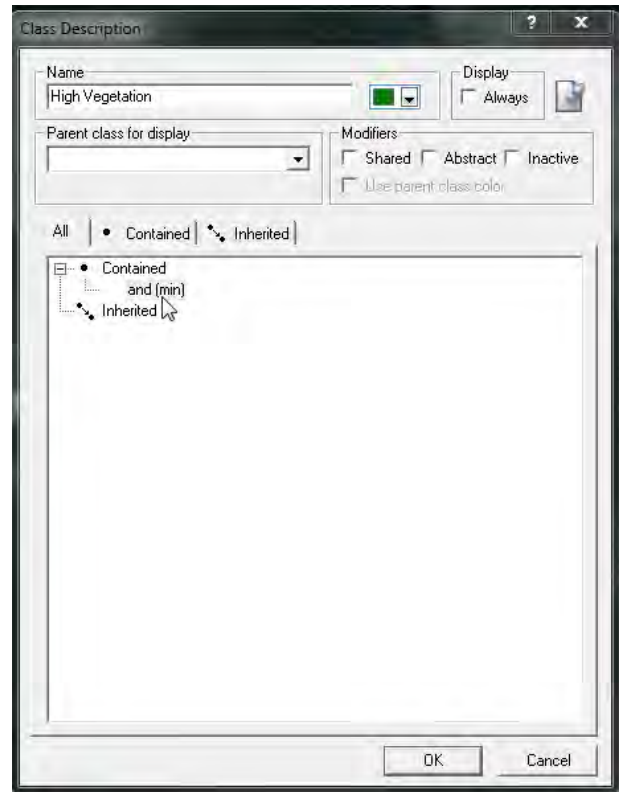 Class Description ? x
Name
High Vegetation
Display
Always
Parent class for display
Modifiers
Shared Abstract Inactive
Use parent class color
All Contained Inherited
Contained
and (min)
Inherited
OK Cancel